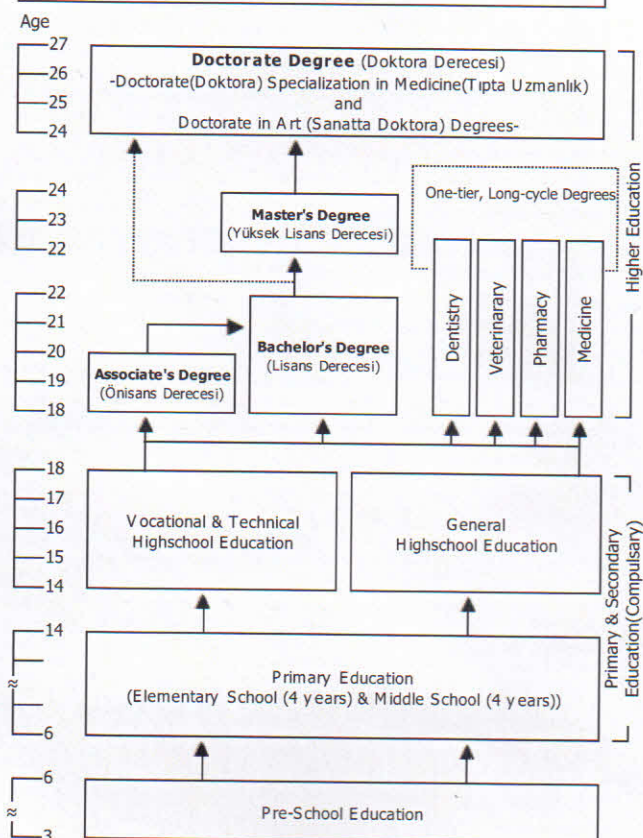 Age
27
26
25
24
Doctorate Degree (Doktora Derecesi)
-Doctorate(Doktora) Specialization in Medicine(Tıpta Uzmanlık)
and
Doctorate in Art (Sanatta Doktora) Degrees-
24
23
22
Master's Degree
(Yüksek Lisans Derecesi)
One-tier, Long-cycle Degrees
Higher Education
22
21
20
19
18
Associate's Degree
(Önisans Derecesi)
Bachelor's Degree
(Lisans Derecesi)
Dentistry
Veterinarary
Pharmacy
Medicine
18
17
16
15
14
Vocational & Technical
Highschool Education
General
Highschool Education
Primary & Secondary
Education(Compulsary)
14
6
Primary Education
(Elementary School (4 years) & Middle School (4 years))
6
3
Pre-School Education